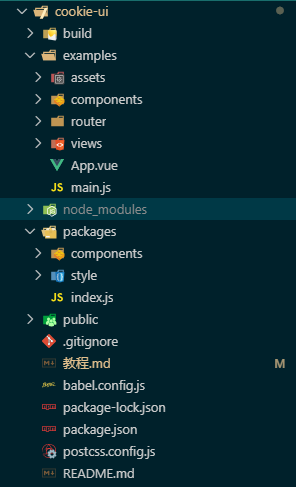 cookie-ui
build
examples
assets
components
router
views
App.vue
JS main.js
node_modules
packages
components
style
JS index.js
public
.gitignore
教程.md M
babel.config.js
package-lock.json
package.json
postcss.config.js
README.md